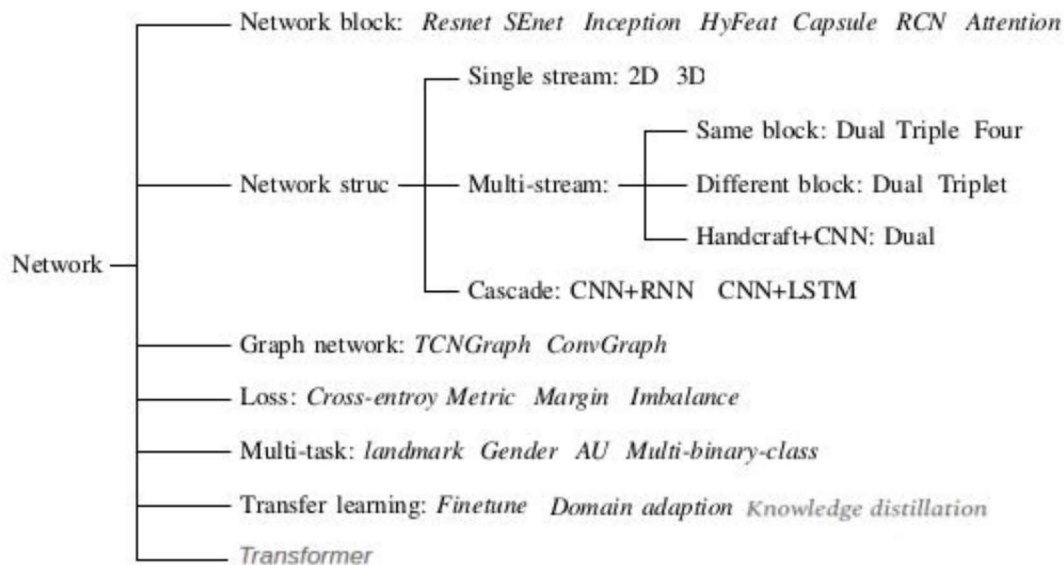 Network block: Resnet SEnet Inception HyFeat Capsule RCN Attention
Single stream: 2D 3D
Same block: Dual Triple Four
Network struc
Multi-stream:
Different block: Dual Triplet
Handcraft+CNN: Dual
Network
Cascade: CNN+RNN CNN+LSTM
Graph network: TCNGraph ConvGraph
Loss: Cross-entroy Metric Margin Imbalance
Multi-task: landmark Gender AU Multi-binary-class
Transfer learning: Finetune Domain adaption Knowledge distillation
Transformer